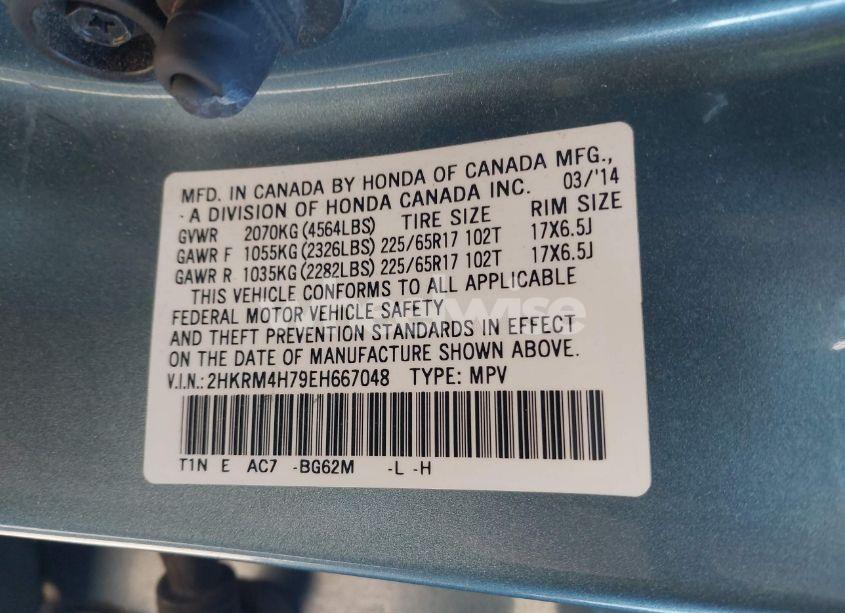 MFD. IN CANADA BY HONDA OF CANADA MFG.,
A DIVISION OF HONDA CANADA INC. 03/'14
GVWR 2070KG (4564LBS) TIRE SIZE RIM SIZE
GAWR F 1055KG (2326LBS) 225/65R17 102T 17X6.5J
GAWR R 1035KG (2282LBS) 225/65R17 102T 17X6.5J
THIS VEHICLE CONFORMS TO ALL APPLICABLE
FEDERAL MOTOR VEHICLE SAFETY
AND THEFT PREVENTION STANDARDS IN EFFECT
ON THE DATE OF MANUFACTURE SHOWN ABOVE.
V.I.N.: 2HKRM4H79EH667048 TYPE: MPV
T1N E AC7 -BG62M -L -H